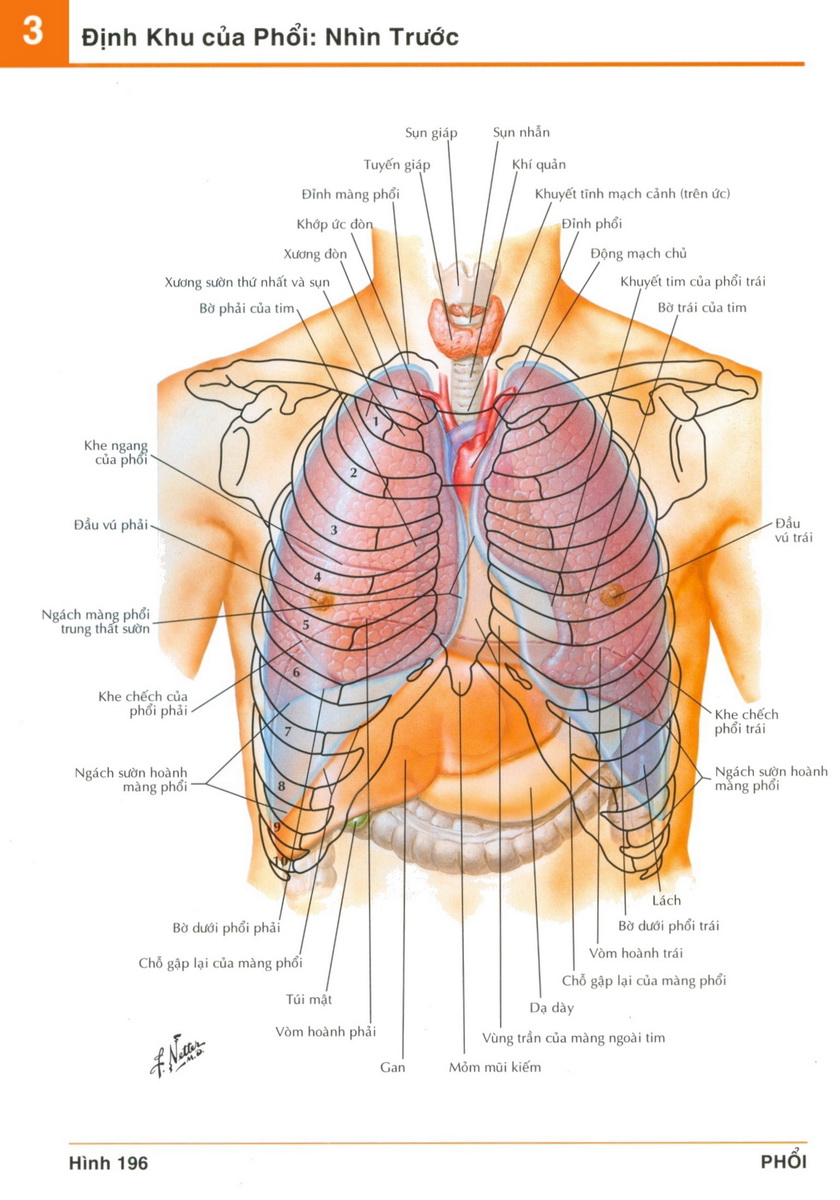 3
Định Khu của Phổi: Nhìn Trước
Sụn giáp
Sụn nhẫn
Tuyến giáp
Khí quản
Đỉnh màng phổi
Khuyết tĩnh mạch cảnh (trên ức)
Khớp ức đòn
Đỉnh phổi
Xương đòn
Động mạch chủ
Xương sườn thứ nhất và sụn
Khuyết tim của phổi trái
Bờ phải của tim
Bờ trái của tim
1
Khe ngang
của phổi
2
Đầu vú phải
3
Đầu
vú trái
4
Ngách màng phổi
trung thất sườn
5
6
Khe chếch của
phổi phải
Khe chếch
phổi trái
7
Ngách sườn hoành
màng phổi
Ngách sườn hoành
màng phổi
8
9
10
Lách
Bờ dưới phổi phải
Bờ dưới phổi trái
Vòm hoành trái
Chỗ gập lại của màng phổi
Chỗ gập lại của màng phổi
Túi mật
Dạ dày
Vòm hoành phải
Vùng trần của màng ngoài tim
Gan
Mỏm mũi kiếm
F. Netter
M.D.
Hình 196
PHỔI